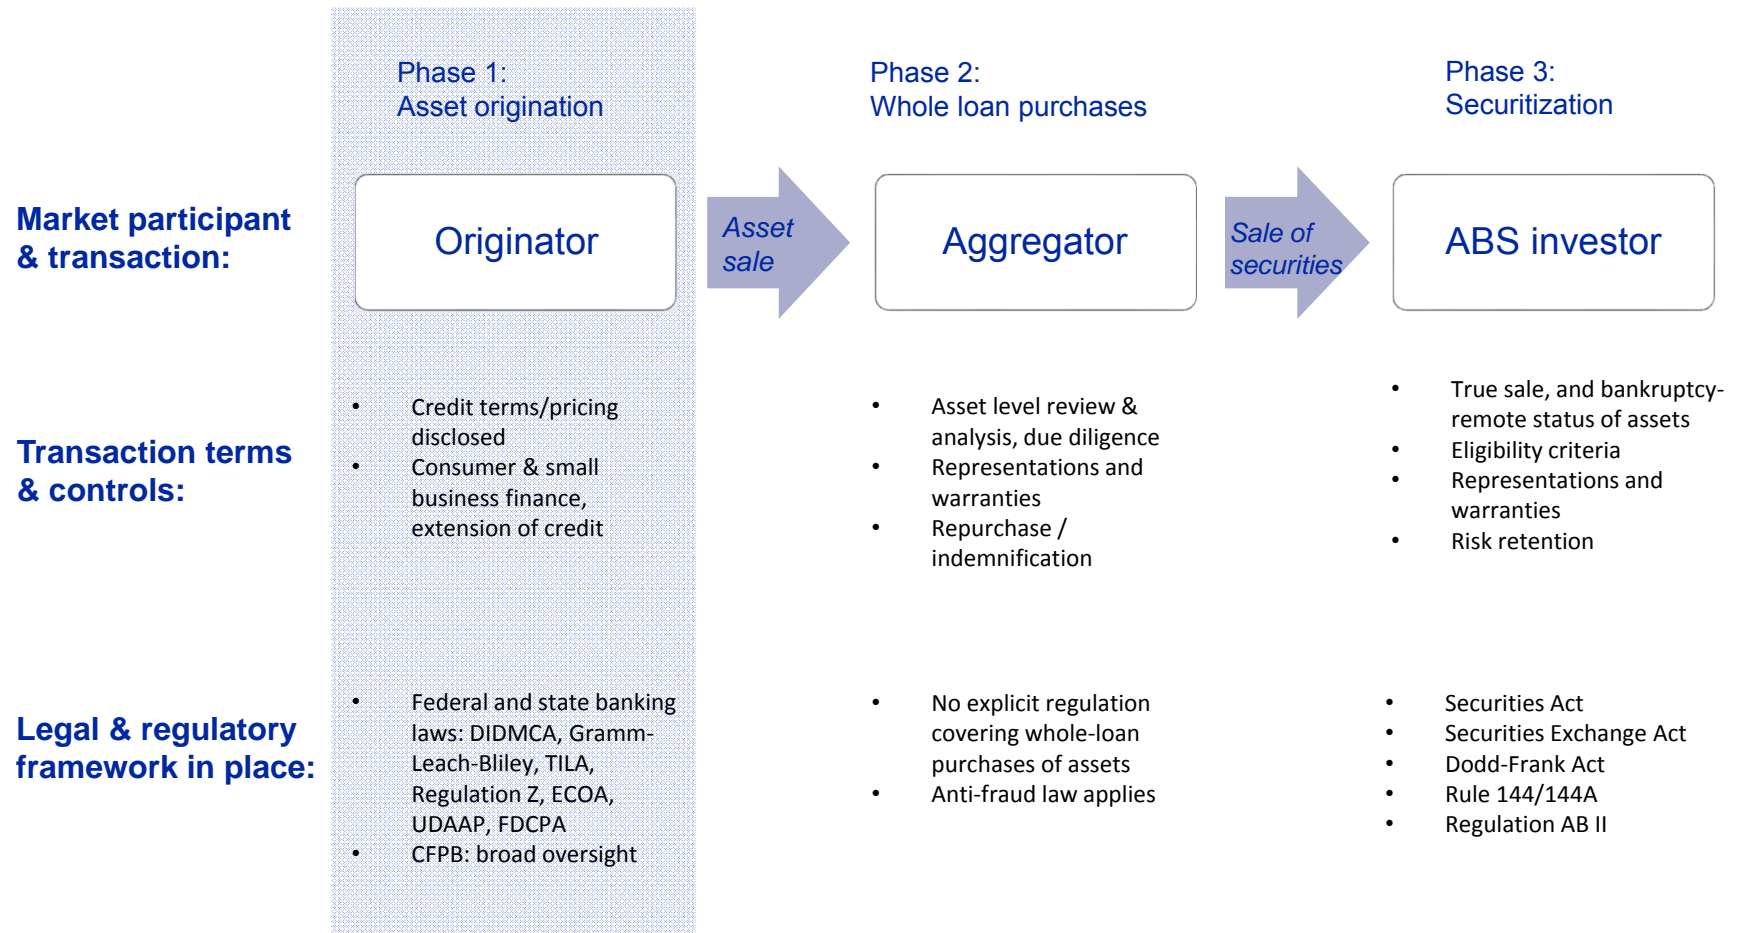 Phase 1:
Asset origination
Phase 2:
Whole loan purchases
Phase 3:
Securitization
Market participant
& transaction:
Originator
Asset
sale
Aggregator
Sale of
securities
ABS investor
Transaction terms
& controls:
• Credit terms/pricing
disclosed
• Consumer & small
business finance,
extension of credit
• Asset level review &
analysis, due diligence
• Representations and
warranties
• Repurchase /
indemnification
• True sale, and bankruptcy-
remote status of assets
• Eligibility criteria
• Representations and
warranties
• Risk retention
Legal & regulatory
framework in place:
• Federal and state banking
laws: DIDMCA, Gramm-
Leach-Bliley, TILA,
Regulation Z, ECOA,
UDAAP, FDCPA
• CFPB: broad oversight
• No explicit regulation
covering whole-loan
purchases of assets
• Anti-fraud law applies
• Securities Act
• Securities Exchange Act
• Dodd-Frank Act
• Rule 144/144A
• Regulation AB II